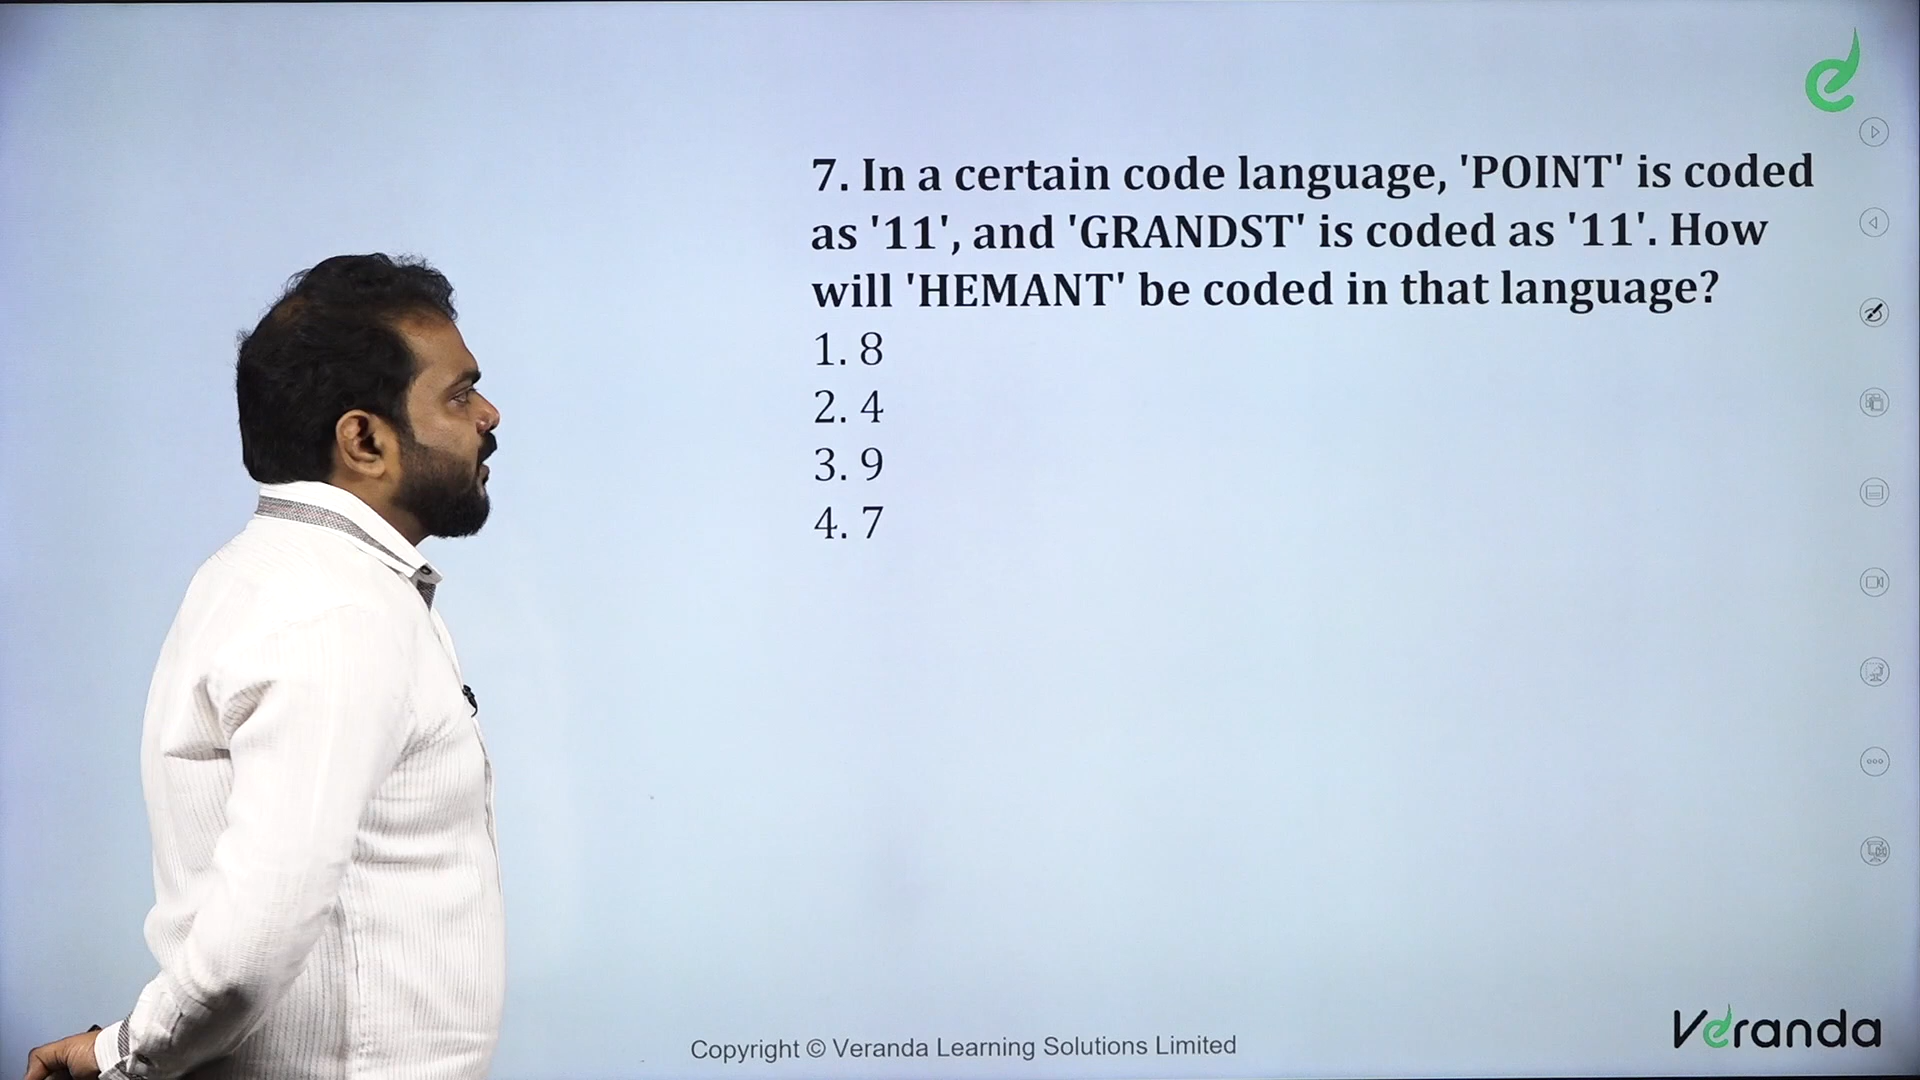 7. In a certain code language, 'POINT' is coded
as '11', and 'GRANDST' is coded as '11'. How
will 'HEMANT' be coded in that language?
1. 8
2. 4
3. 9
4. 7
Copyright © Veranda Learning Solutions Limited
Veranda